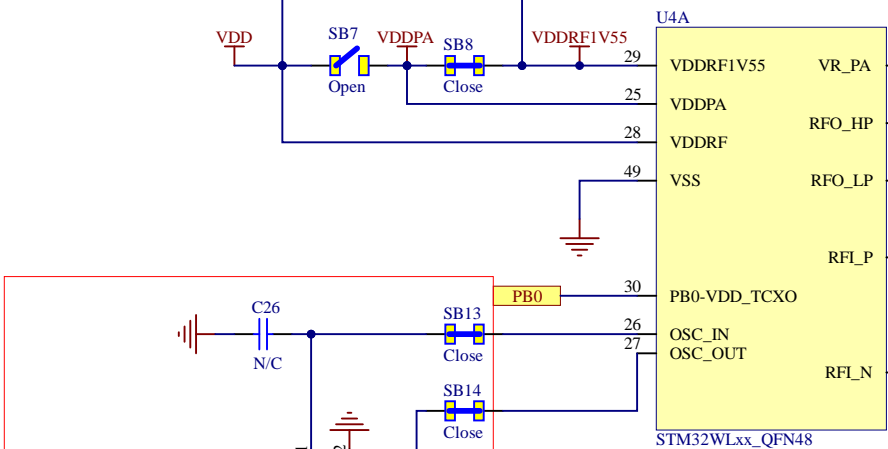 U4A
VDD
SB7
VDDPA
SB8
VDDRF1V55
Open
Close
29
VDDRF1V55
VR_PA
25
VDDPA
RFO_HP
28
VDDRF
49
VSS
RFO_LP
RFI_P
PB0
30
PB0-VDD_TCXO
C26
N/C
SB13
Close
26
OSC_IN
27
OSC_OUT
RFI_N
SB14
Close
STM32WLxx_QFN48
1